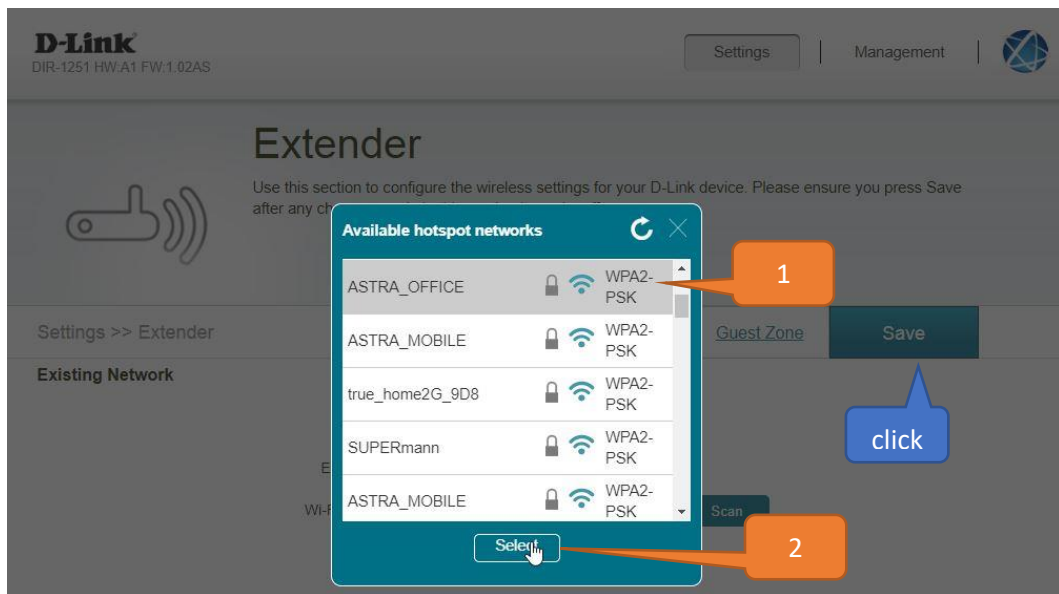 D-Link
DIR-1251 HW:A1 FW:1.02AS
Settings
Management
Extender
Use this section to configure the wireless settings for your D-Link device. Please ensure you press Save
after any
Available hotspot networks
ASTRA_OFFICE
WPA2-
PSK
1
ASTRA_MOBILE
WPA2-
PSK
true_home2G_9D8
WPA2-
PSK
SUPERmann
WPA2-
PSK
ASTRA_MOBILE
WPA2-
PSK
Select
2
Settings >> Extender
Guest Zone
Save
click
Existing Network
Scan